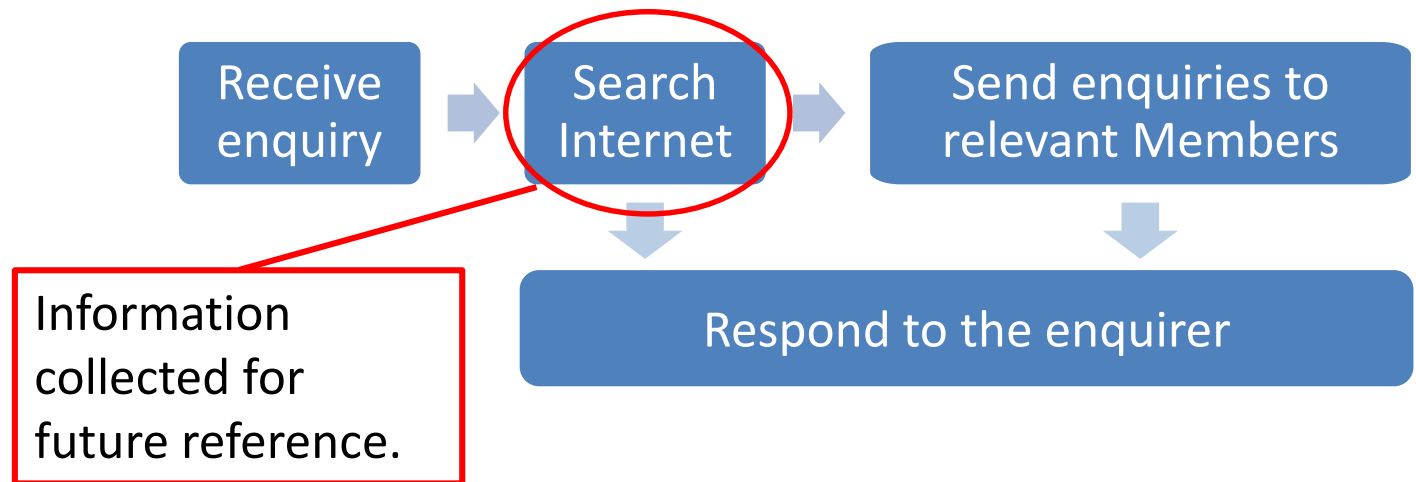 Receive
enquiry
Search
Internet
Send enquiries to
relevant Members
Respond to the enquirer
Information
collected for
future reference.